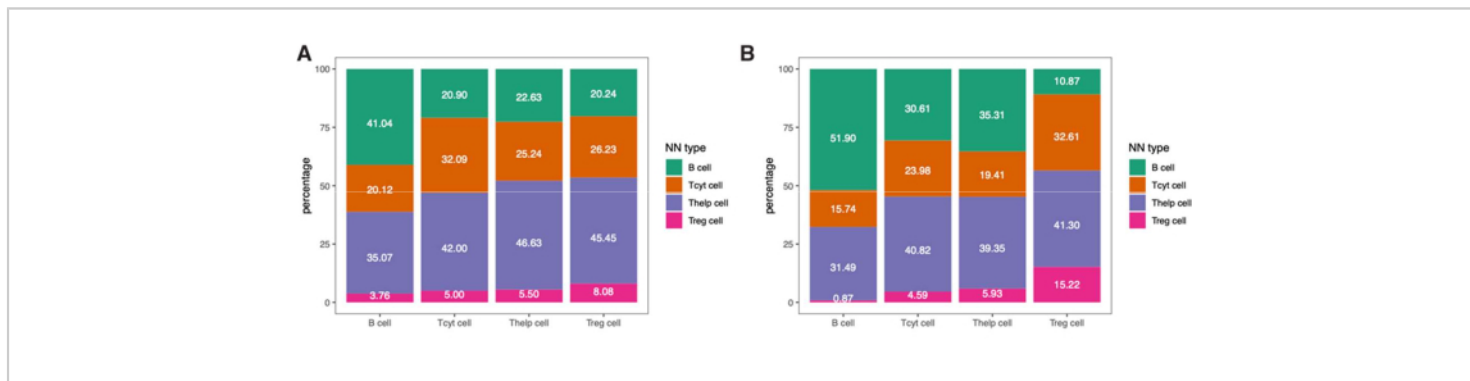 A
percentage
100
75
50
25
0
41.04
20.12
35.07
3.76
20.90
32.09
42.00
5.00
22.63
25.24
46.63
5.50
20.24
26.23
45.45
8.08
B cell
Tcyt cell
Thelp cell
Treg cell
NN type
B cell
Tcyt cell
Thelp cell
Treg cell
B
percentage
100
75
50
25
0
51.90
15.74
31.49
0.87
30.61
23.98
40.82
4.59
35.31
19.41
39.35
5.93
10.87
32.61
41.30
15.22
B cell
Tcyt cell
Thelp cell
Treg cell
NN type
B cell
Tcyt cell
Thelp cell
Treg cell